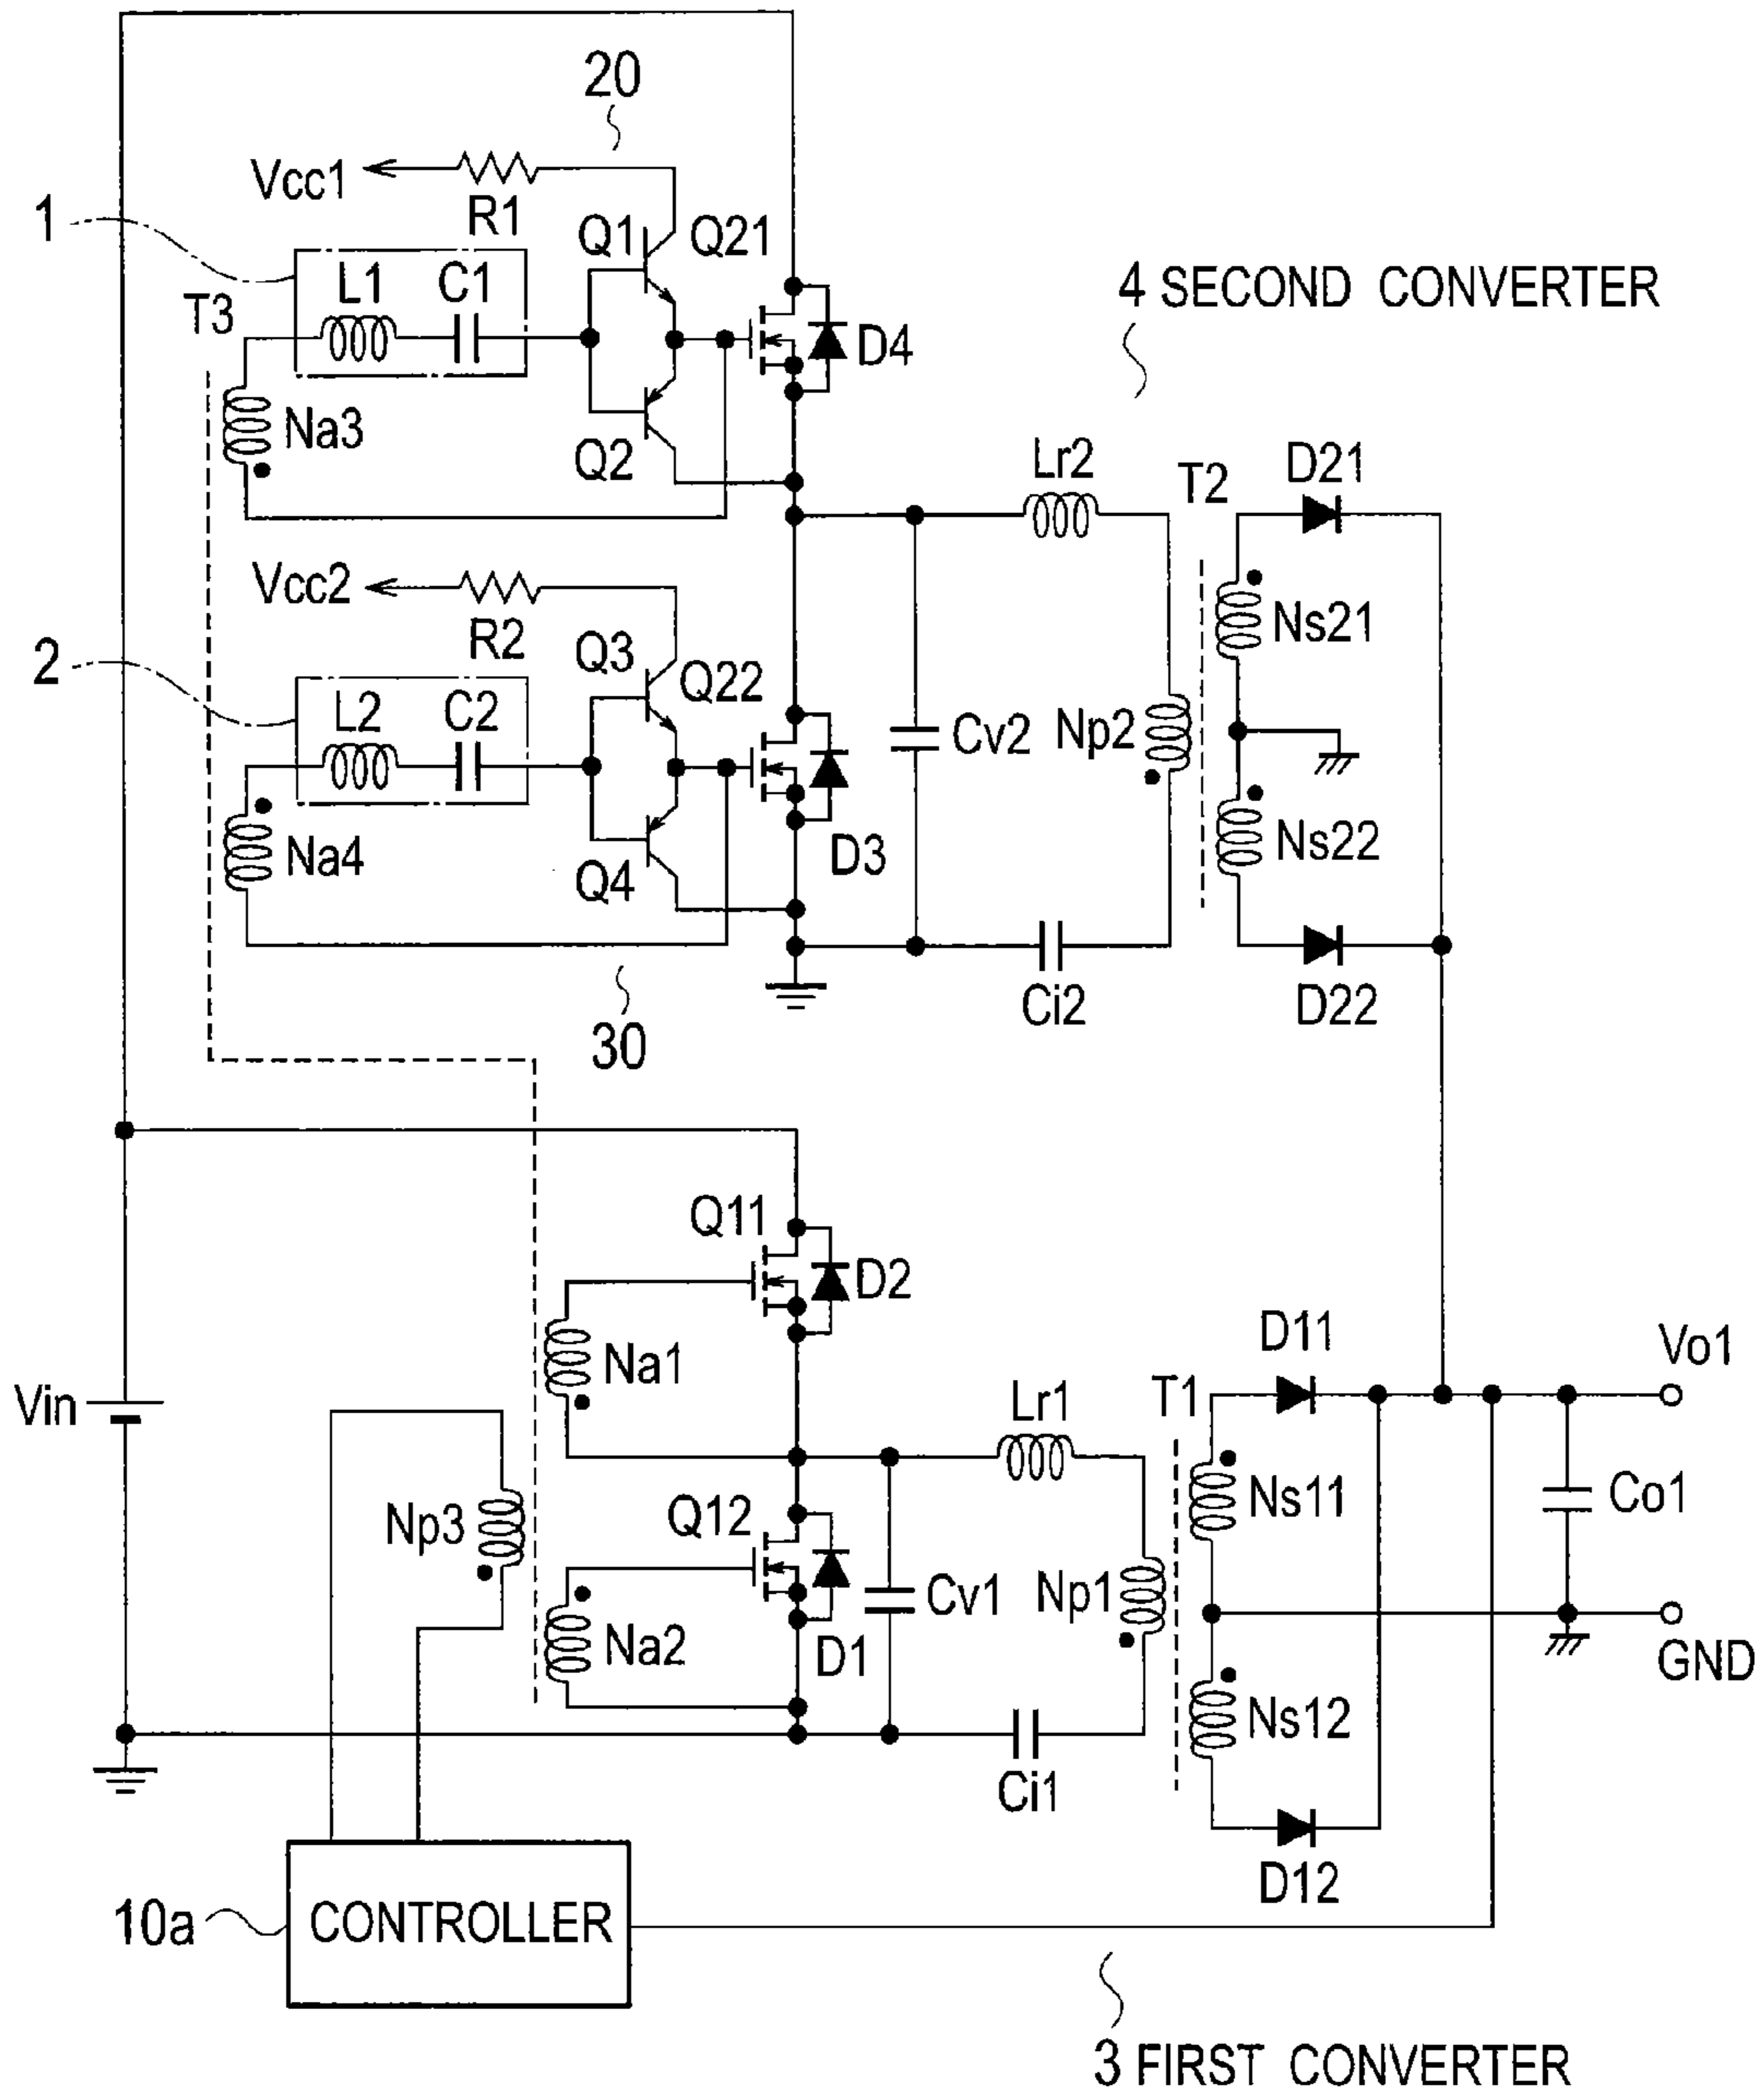 20
Vcc1
R1
1
Q1
Q21
L1
C1
4 SECOND CONVERTER
T3
D4
Na3
Q2
Lr2
T2
D21
Vcc2
R2
Ns21
2
Q3
Q22
L2
C2
Cv2
Np2
Na4
Q4
D3
Ns22
Ci2
D22
30
Q11
D2
Vin
Na1
D11
Vo1
Lr1
T1
Np3
Q12
Ns11
Co1
Cv1
Np1
Na2
D1
GND
Ns12
Ci1
D12
10a
CONTROLLER
3 FIRST CONVERTER